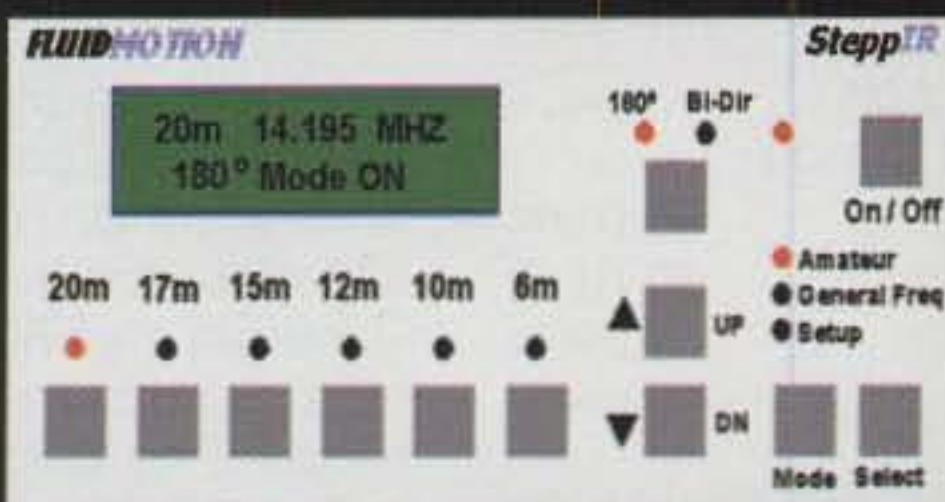 FLUIDMOTION
SteppIR
20m 14.195 MHZ
180° Mode ON
180° Bi-Dir
On / Off
Amateur
General Freq
Setup
20m 17m 15m 12m 10m 6m
UP
DN
Mode Select